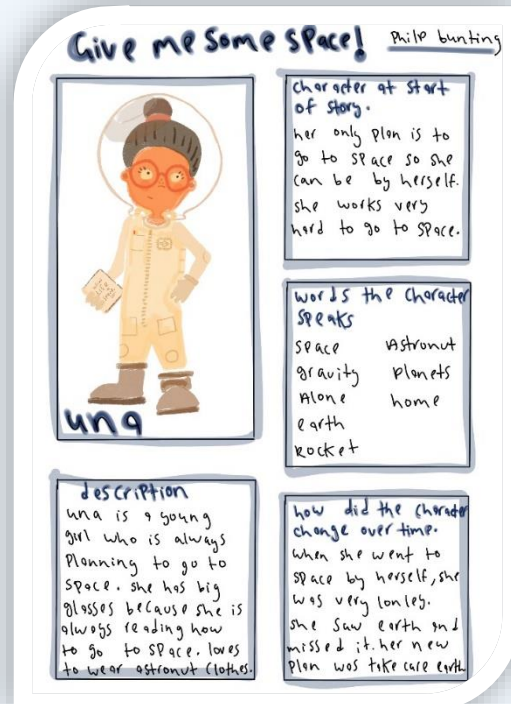 Give me some space!
Philp bunting
una
character at start
of story.
her only plan is to
go to space so she
can be by herself.
she works very
hard to go to space.
words the character
speaks
space Astronut
gravity Planets
Alone home
earth
Rocket
description
una is a young
girl who is always
planning to go to
space. she has big
glasses because she is
always reading how
to go to space. loves
to wear astronut clothes.
how did the character
change over time.
when she went to
space by herself, she
was very lonley.
she saw earth and
missed it. her new
plan was take care earth